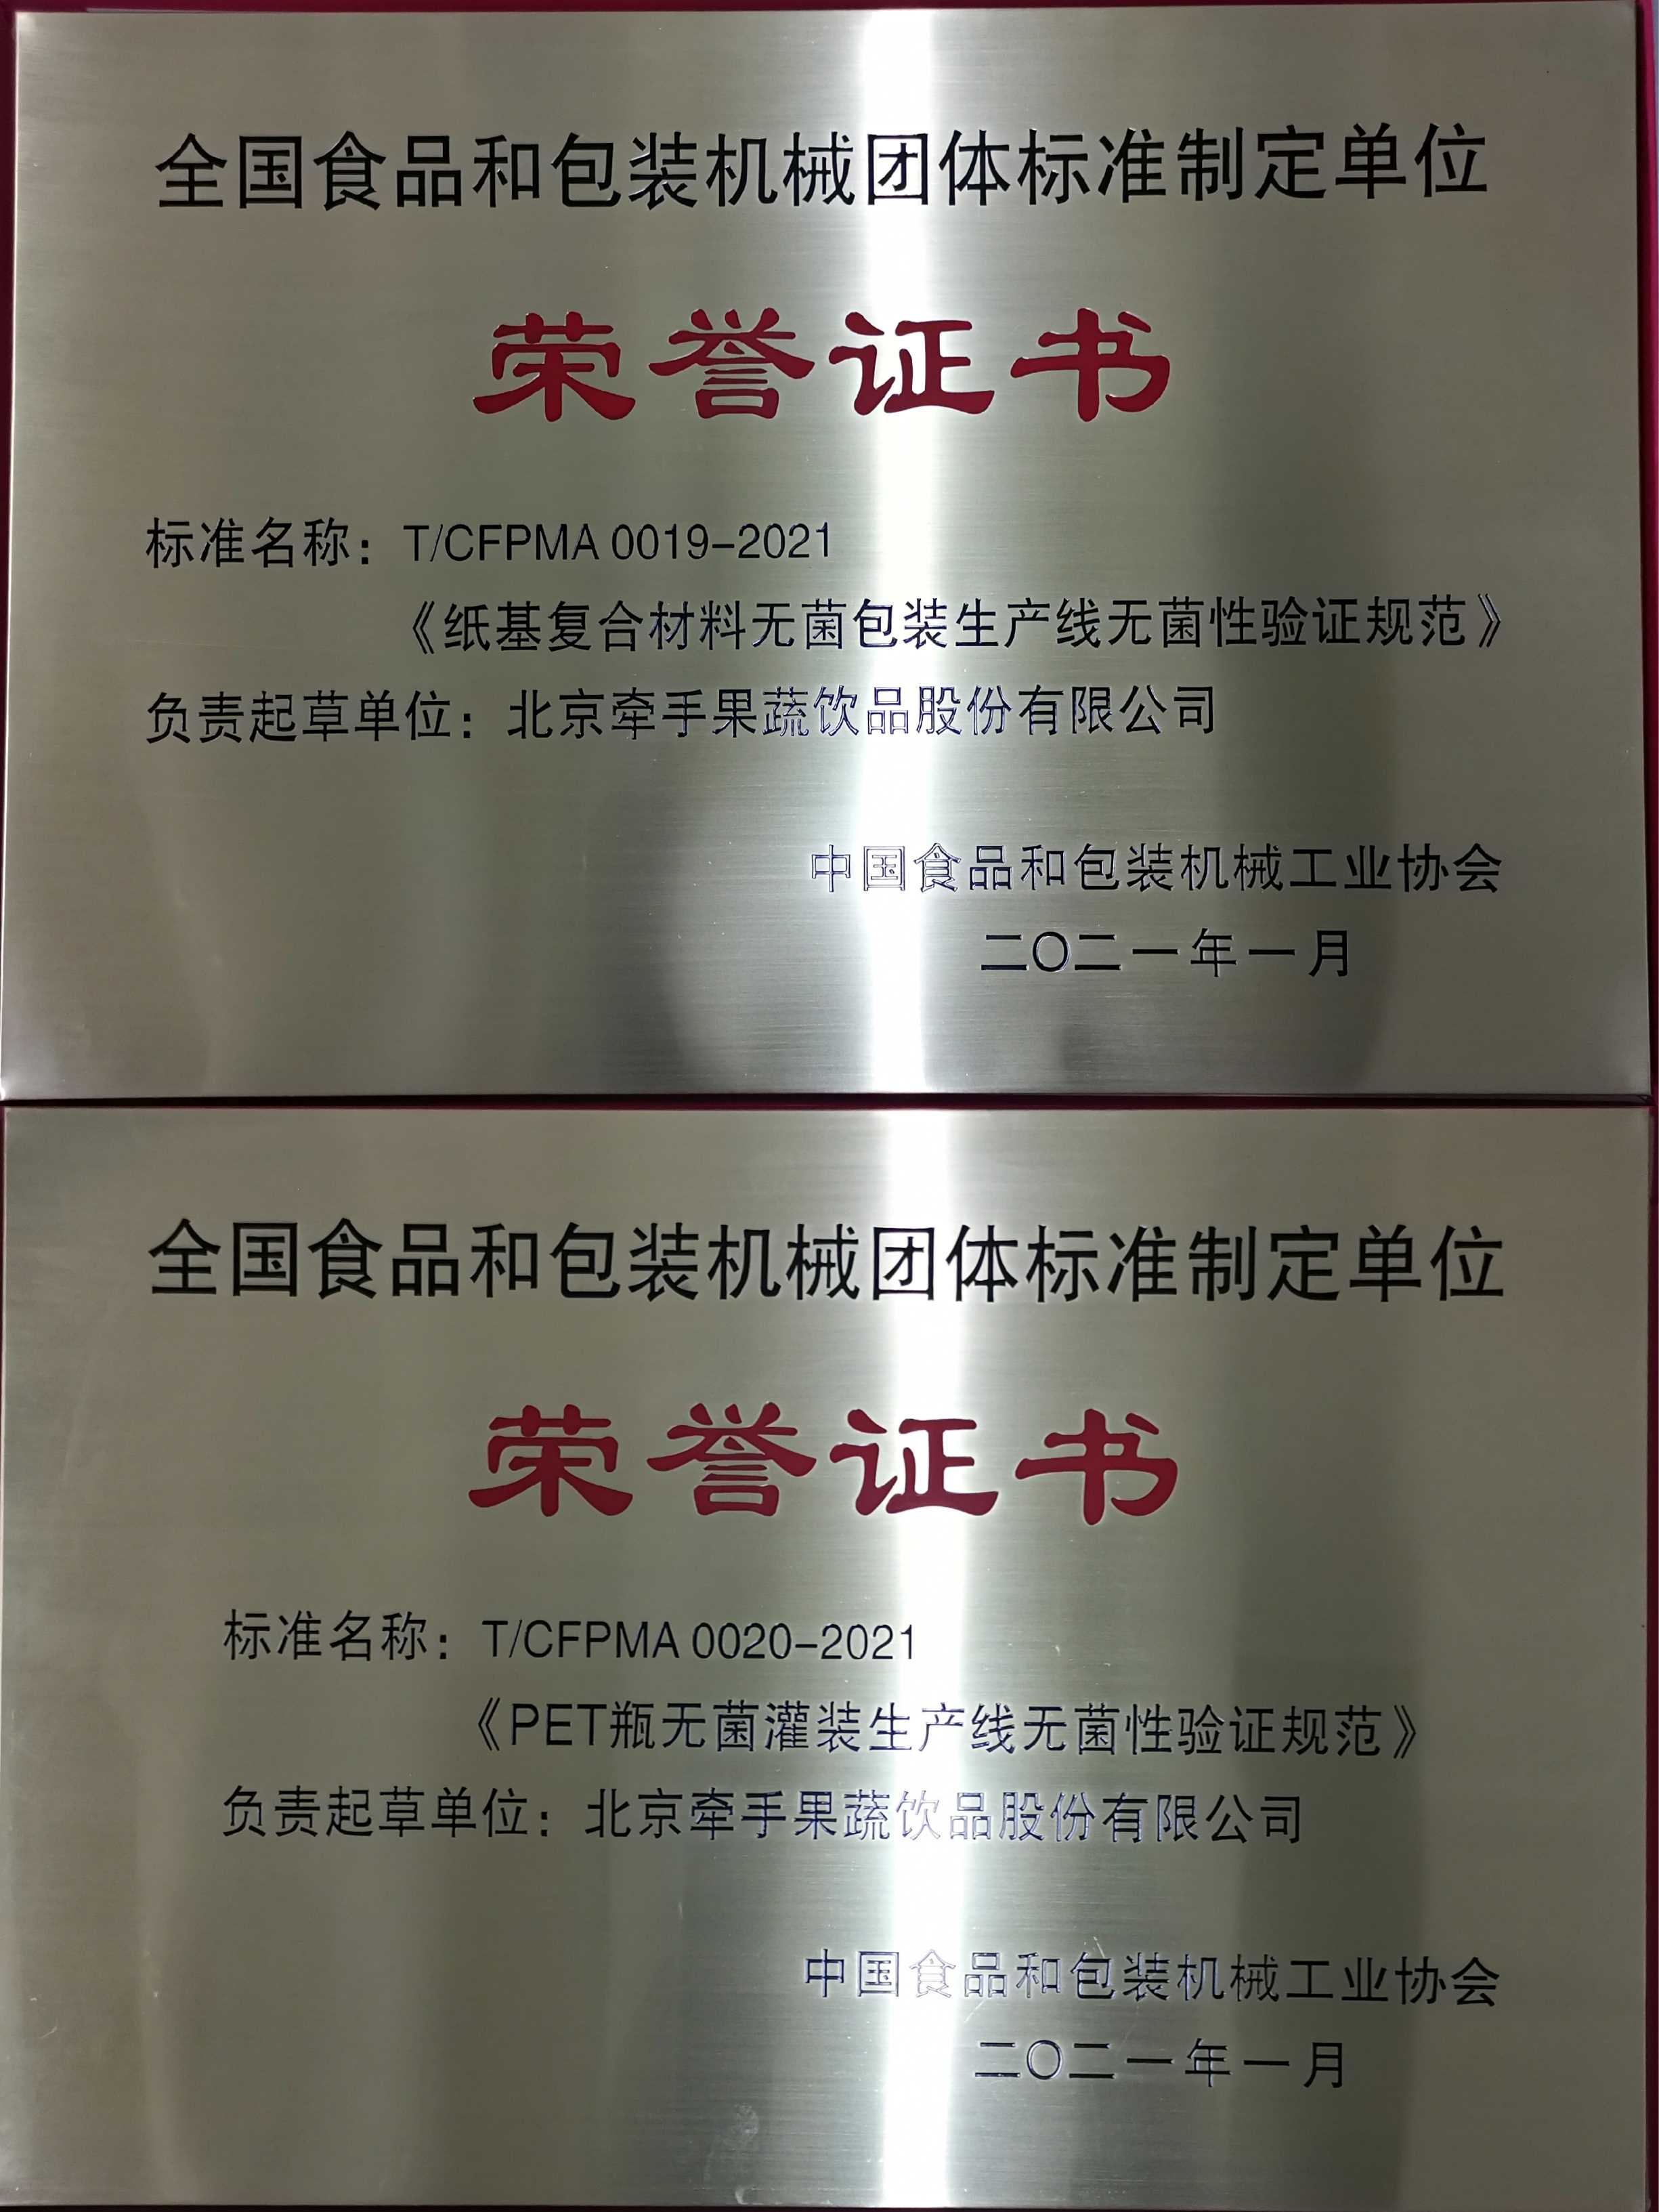 全国食品和包装机械团体标准制定单位
荣誉证书
标准名称：T/CFPMA 0019-2021
《纸基复合材料无菌包装生产线无菌性验证规范》
负责起草单位：北京牵手果蔬饮品股份有限公司
中国食品和包装机械工业协会
二〇二一年一月
全国食品和包装机械团体标准制定单位
荣誉证书
标准名称：T/CFPMA 0020-2021
《PET瓶无菌灌装生产线无菌性验证规范》
负责起草单位：北京牵手果蔬饮品股份有限公司
中国食品和包装机械工业协会
二〇二一年一月